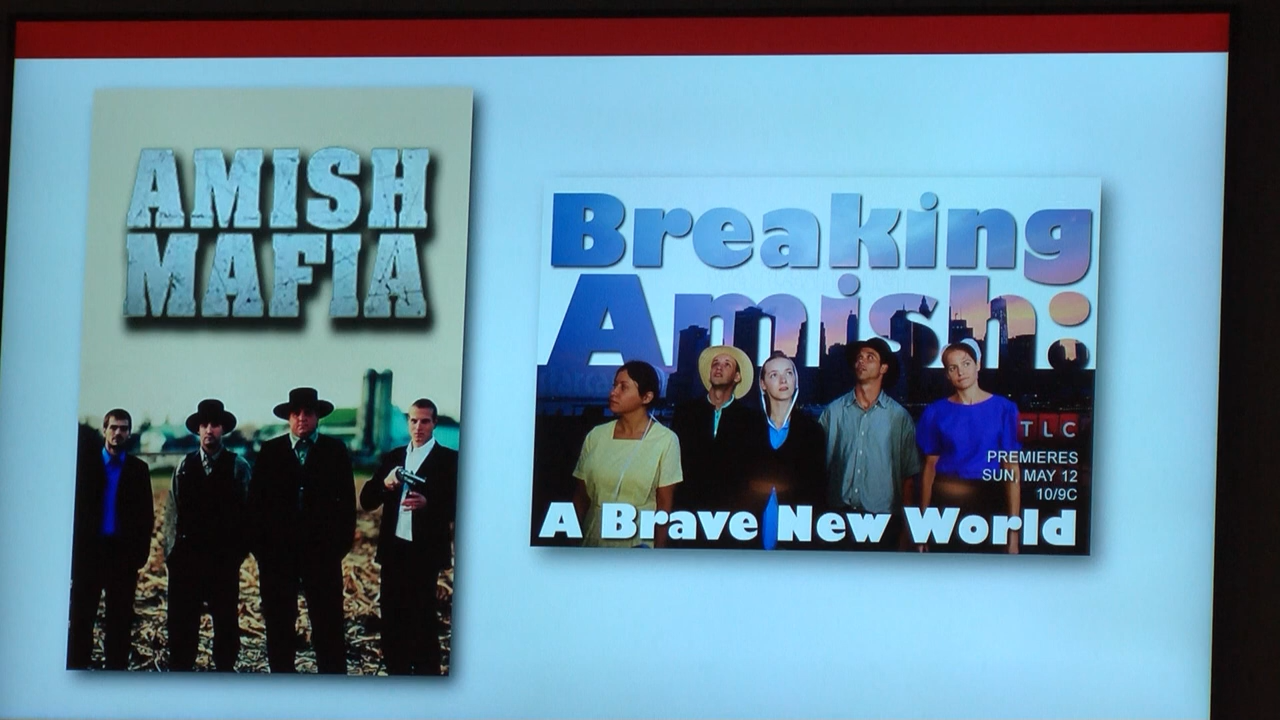 AMISH
MAFIA
Breaking
Amish:
TLC
PREMIERES
SUN, MAY 12
10/9C
A Brave New World